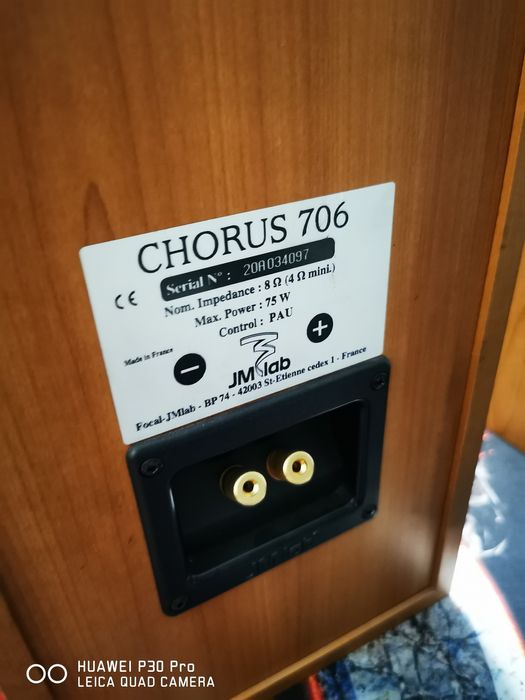 CHORUS 706
Serial N° : 20A034097
CE
Nom. Impedance : 8 Ω (4 Ω mini.)
Max. Power : 75 W
Control : PAU
Made in France
− +
JMlab
Focal-JMlab - BP 74 - 42003 St-Etienne cedex 1 - France
JMlab
HUAWEI P30 Pro
LEICA QUAD CAMERA